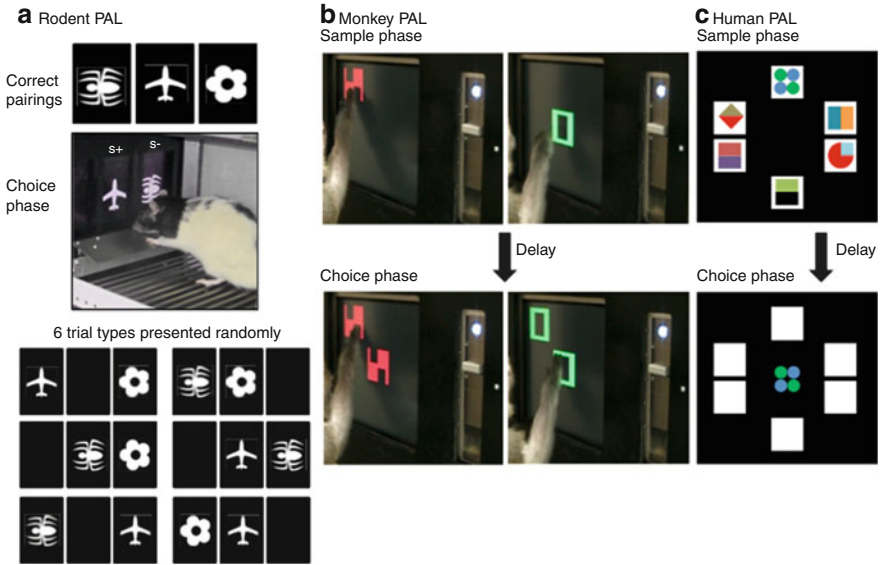 a Rodent PAL
Correct
pairings
s+
s-
Choice
phase
6 trial types presented randomly
b Monkey PAL
Sample phase
Delay
Choice phase
c Human PAL
Sample phase
Delay
Choice phase